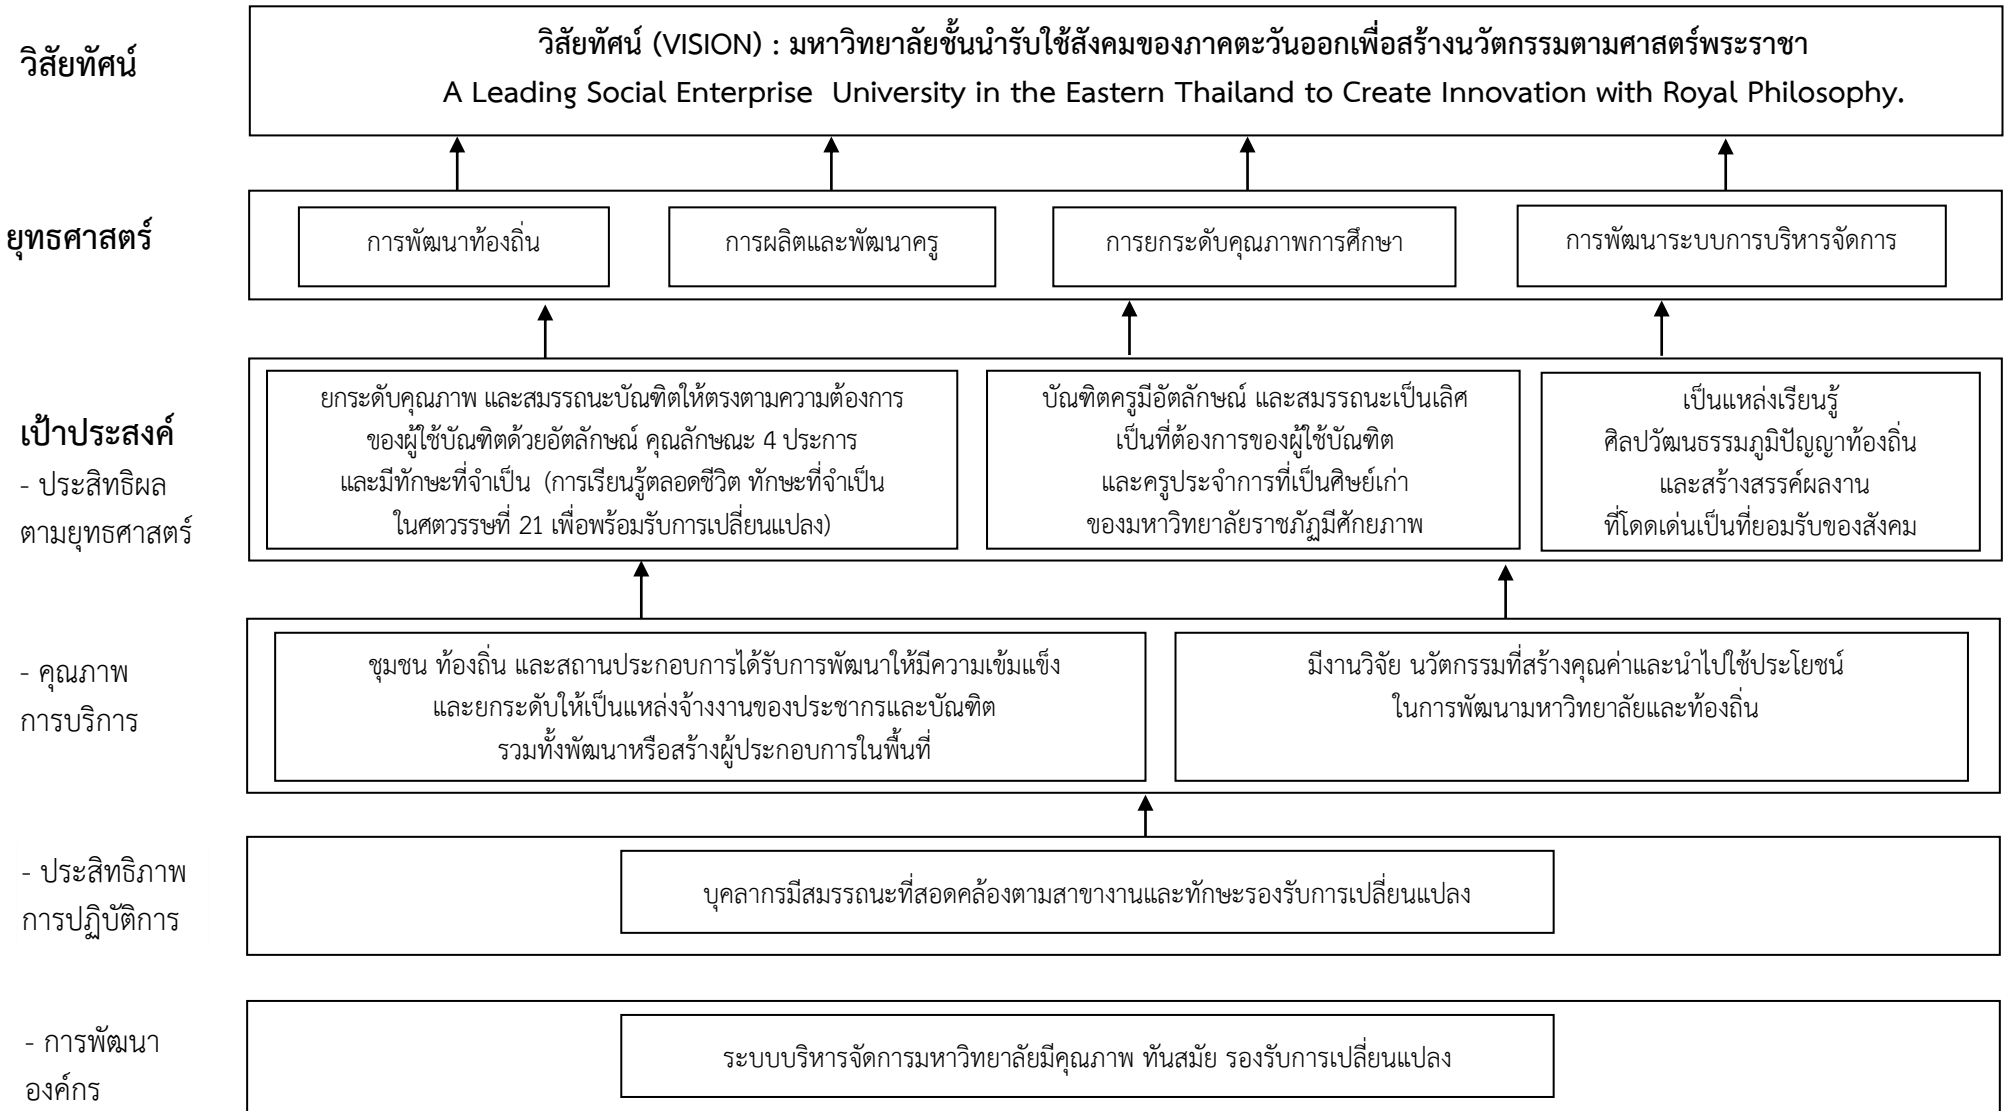 วิสัยทัศน์
วิสัยทัศน์ (VISION) : มหาวิทยาลัยชั้นนำรับใช้สังคมของภาคตะวันออกเพื่อสร้างนวัตกรรมตามศาสตร์พระราชา
A Leading Social Enterprise University in the Eastern Thailand to Create Innovation with Royal Philosophy.
ยุทธศาสตร์
การพัฒนาท้องถิ่น
การผลิตและพัฒนาครู
การยกระดับคุณภาพการศึกษา
การพัฒนาระบบการบริหารจัดการ
เป้าประสงค์
- ประสิทธิผล
ตามยุทธศาสตร์
ยกระดับคุณภาพ และสมรรถนะบัณฑิตให้ตรงตามความต้องการ
ของผู้ใช้บัณฑิตด้วยอัตลักษณ์ คุณลักษณะ 4 ประการ
และมีทักษะที่จำเป็น (การเรียนรู้ตลอดชีวิต ทักษะที่จำเป็น
ในศตวรรษที่ 21 เพื่อพร้อมรับการเปลี่ยนแปลง)
บัณฑิตครูมีอัตลักษณ์ และสมรรถนะเป็นเลิศ
เป็นที่ต้องการของผู้ใช้บัณฑิต
และครูประจำการที่เป็นศิษย์เก่า
ของมหาวิทยาลัยราชภัฏมีศักยภาพ
เป็นแหล่งเรียนรู้
ศิลปวัฒนธรรมภูมิปัญญาท้องถิ่น
และสร้างสรรค์ผลงาน
ที่โดดเด่นเป็นที่ยอมรับของสังคม
- คุณภาพ
การบริการ
ชุมชน ท้องถิ่น และสถานประกอบการได้รับการพัฒนาให้มีความเข้มแข็ง
และยกระดับให้เป็นแหล่งจ้างงานของประชากรและบัณฑิต
รวมทั้งพัฒนาหรือสร้างผู้ประกอบการในพื้นที่
มีงานวิจัย นวัตกรรมที่สร้างคุณค่าและนำไปใช้ประโยชน์
ในการพัฒนามหาวิทยาลัยและท้องถิ่น
- ประสิทธิภาพ
การปฏิบัติการ
บุคลากรมีสมรรถนะที่สอดคล้องตามสาขางานและทักษะรองรับการเปลี่ยนแปลง
- การพัฒนา
องค์กร
ระบบบริหารจัดการมหาวิทยาลัยมีคุณภาพ ทันสมัย รองรับการเปลี่ยนแปลง